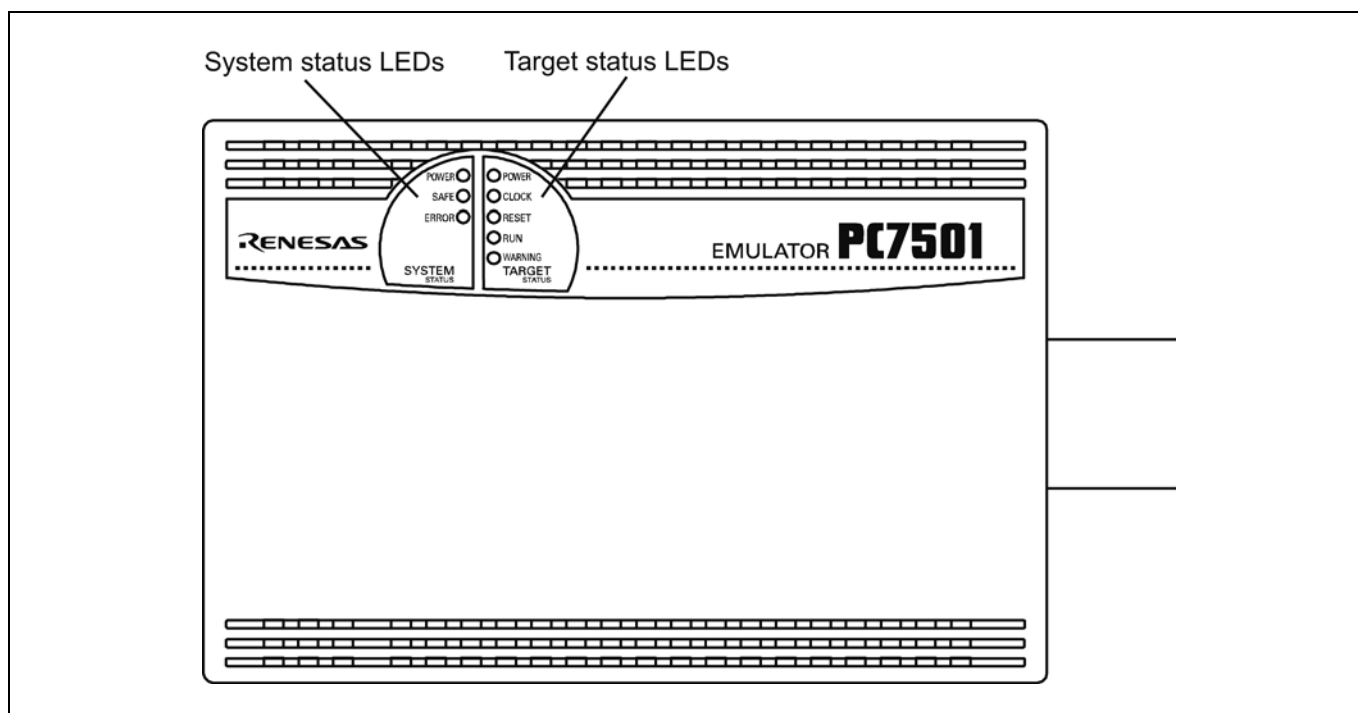 System status LEDs
Target status LEDs
POWER
SAFE
ERROR
SYSTEM
STATUS
POWER
CLOCK
RESET
RUN
WARNING
TARGET
STATUS
RENESAS
EMULATOR PC7501